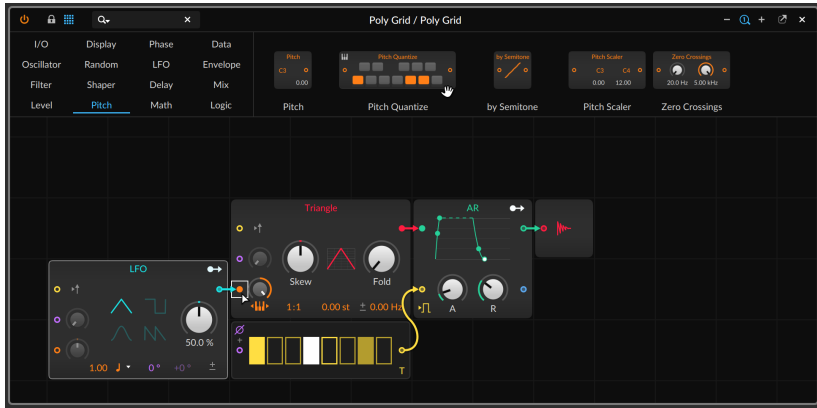 Poly Grid / Poly Grid
I/O Display Phase Data
Oscillator Random LFO Envelope
Filter Shaper Delay Mix
Level Pitch Math Logic
Pitch
C3
0.00
Pitch
Pitch Quantize
Pitch Quantize
by Semitone
by Semitone
Pitch Scaler
C3 C4
0.00 12.00
Pitch Scaler
Zero Crossings
20.0 Hz 5.00 kHz
Zero Crossings
Triangle
Skew Fold
1:1 0.00 st ± 0.00 Hz
AR
A R
LFO
50.0 %
1.00 0° +0° ±
T